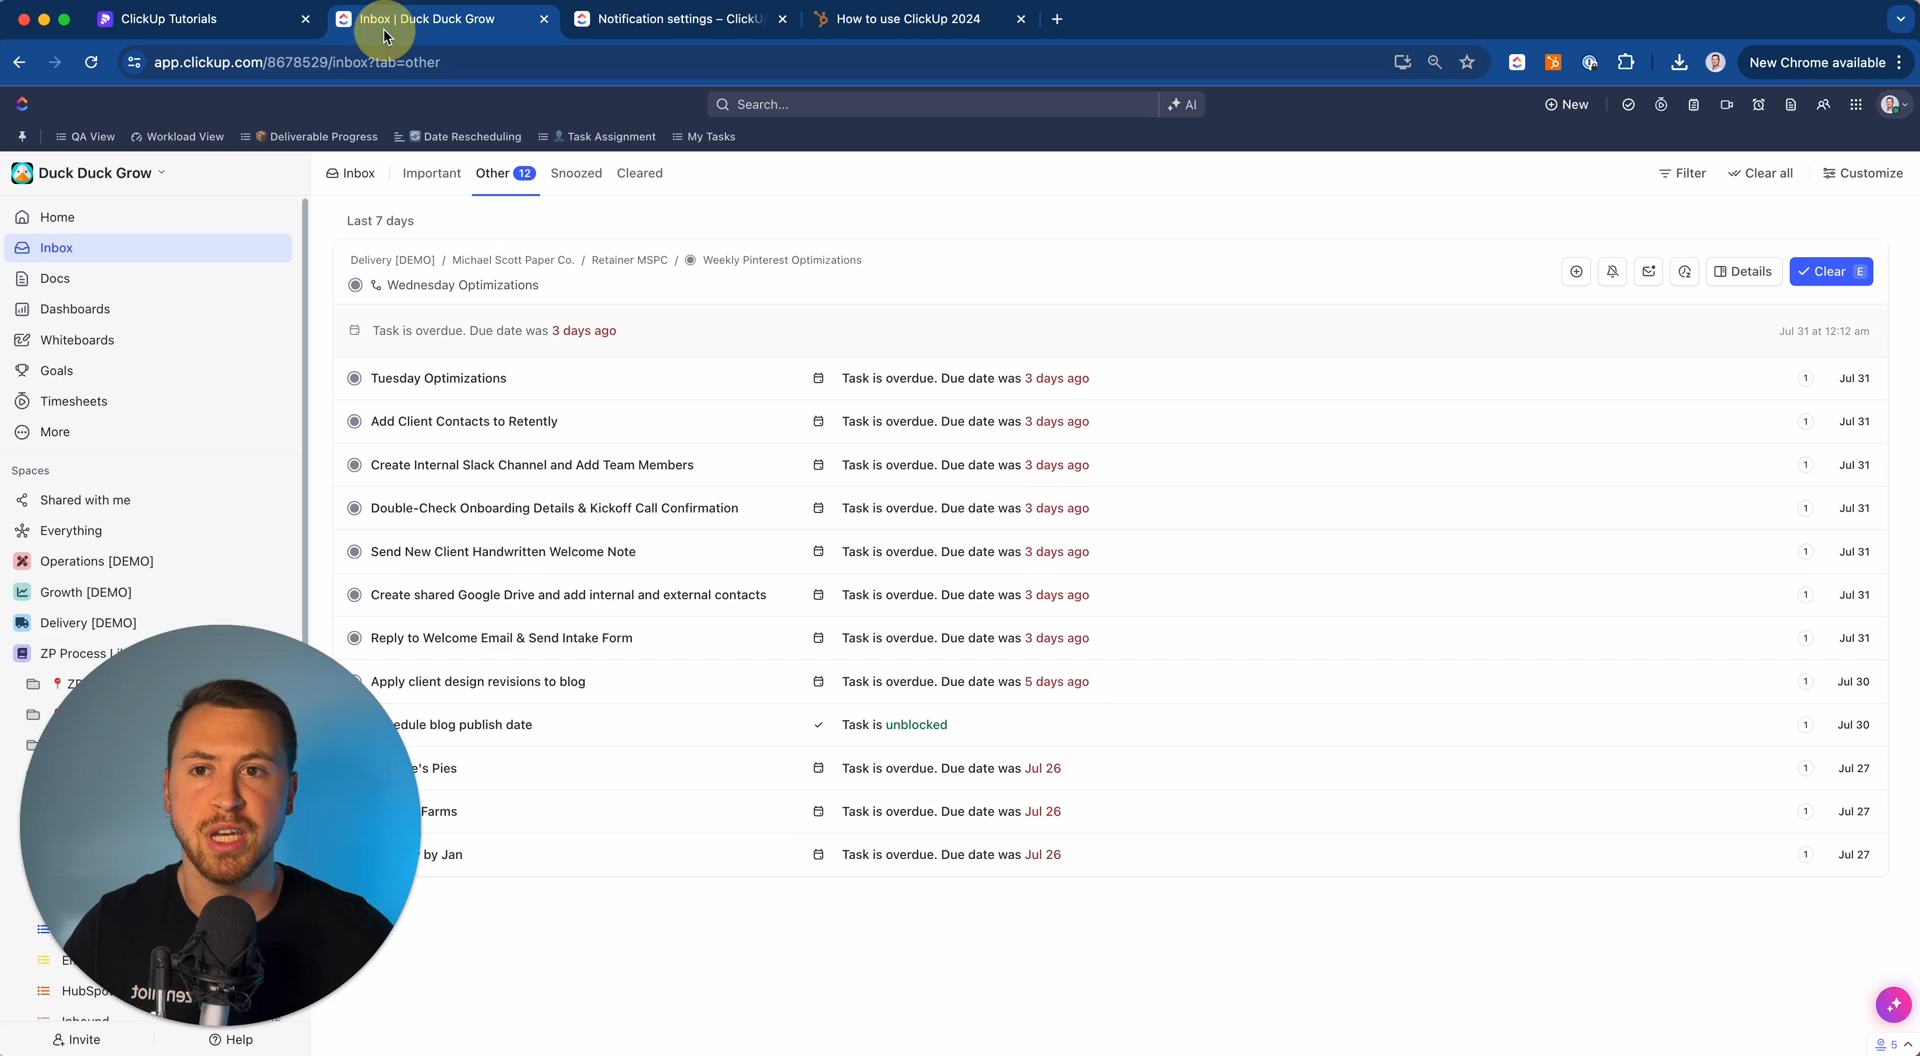 ClickUp Tutorials
Inbox | Duck Duck Grow
Notification settings – ClickU
How to use ClickUp 2024
app.clickup.com/8678529/inbox?tab=other
New Chrome available
Search...
AI
New
QA View
Workload View
Deliverable Progress
Date Rescheduling
Task Assignment
My Tasks
Duck Duck Grow
Inbox
Important
Other 12
Snoozed
Cleared
Filter
Clear all
Customize
Home
Inbox
Docs
Dashboards
Whiteboards
Goals
Timesheets
More
Spaces
Shared with me
Everything
Operations [DEMO]
Growth [DEMO]
Delivery [DEMO]
ZP Process
HubSpo
Inbound
Invite
Help
Last 7 days
Delivery [DEMO] / Michael Scott Paper Co. / Retainer MSPC / Weekly Pinterest Optimizations
Wednesday Optimizations
Details
Clear E
Task is overdue. Due date was 3 days ago Jul 31 at 12:12 am
Tuesday Optimizations Task is overdue. Due date was 3 days ago 1 Jul 31
Add Client Contacts to Retently Task is overdue. Due date was 3 days ago 1 Jul 31
Create Internal Slack Channel and Add Team Members Task is overdue. Due date was 3 days ago 1 Jul 31
Double-Check Onboarding Details & Kickoff Call Confirmation Task is overdue. Due date was 3 days ago 1 Jul 31
Send New Client Handwritten Welcome Note Task is overdue. Due date was 3 days ago 1 Jul 31
Create shared Google Drive and add internal and external contacts Task is overdue. Due date was 3 days ago 1 Jul 31
Reply to Welcome Email & Send Intake Form Task is overdue. Due date was 3 days ago 1 Jul 31
Apply client design revisions to blog Task is overdue. Due date was 5 days ago 1 Jul 30
edule blog publish date Task is unblocked 1 Jul 30
e's Pies Task is overdue. Due date was Jul 26 1 Jul 27
Farms Task is overdue. Due date was Jul 26 1 Jul 27
by Jan Task is overdue. Due date was Jul 26 1 Jul 27
zenpilot
5